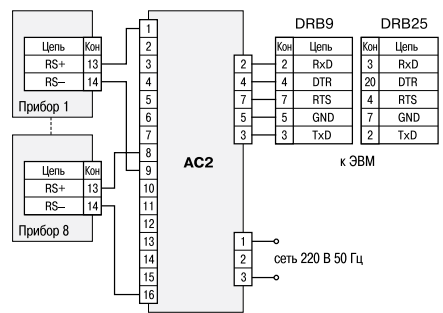 DRB9 DRB25
Цепь Кон
RS+ 13
RS– 14
Прибор 1
Цепь Кон
RS+ 13
RS– 14
Прибор 8
1
2
3
4
5
6
7
8
9
10
11
12
13
14
15
16
АС2
2
4
7
5
3
Кон Цепь
2 RxD
4 DTR
7 RTS
5 GND
3 TxD
Кон Цепь
3 RxD
20 DTR
4 RTS
7 GND
2 TxD
к ЭВМ
1
2
3
сеть 220 В 50 Гц